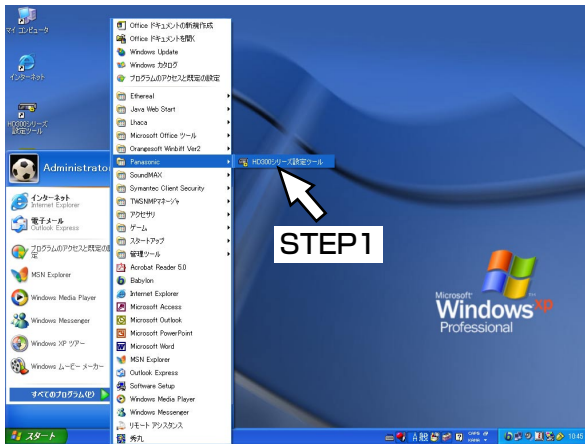 マイ コンピュータ
インターネット
HD300シリーズ
設定ツール
Administrato
インターネット
Internet Explorer
電子メール
Outlook Express
プログラムのアクセスと既定の
定
MSN Explorer
Windows Media Player
Windows Messenger
Windows XP ツアー
Windows ムービー メーカー
すべてのプログラム(P)
スタート
Office ドキュメントの新規作成
Office ドキュメントを開く
Windows Update
Windows カタログ
プログラムのアクセスと既定の設定
Ethereal
Java Web Start
Lhaca
Microsoft Office ツール
Orangesoft Winbiff Ver2
Panasonic
SoundMAX
Symantec Client Security
TWSNMPマネージャ
アクセサリ
ゲーム
スタートアップ
管理ツール
Acrobat Reader 5.0
Babylon
Internet Explorer
Microsoft Access
Microsoft Outlook
Microsoft PowerPoint
Microsoft Word
MSN Explorer
Outlook Express
Software Setup
Windows Media Player
Windows Messenger
リモート アシスタンス
秀丸
HD300シリーズ設定ツール
STEP1
Microsoft
Windows xp
Professional
A 般
CAPS
KANA
10:45